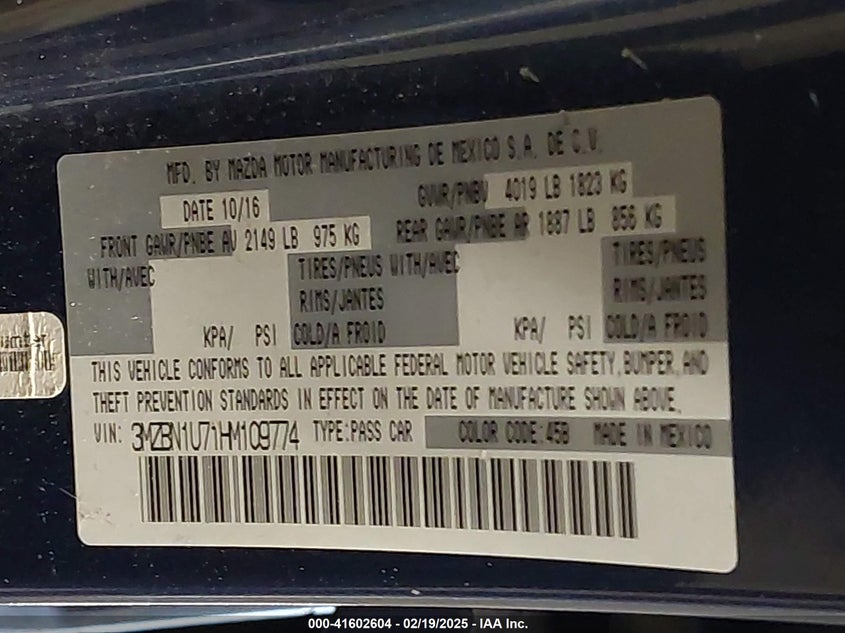 MFD. BY MAZDA MOTOR MANUFACTURING DE MEXICO S.A. DE C.V.
DATE 10/16
GVWR/PNBV 4019 LB 1823 KG
FRONT GAWR/PNBE AV 2149 LB 975 KG
REAR GAWR/PNBE AR 1887 LB 856 KG
WITH/AVEC
TIRES/PNEUS
WITH/AVEC
TIRES/PNEUS
RIMS/JANTES
RIMS/JANTES
KPA/ PSI COLD/A FROID
KPA/ PSI COLD/A FROID
THIS VEHICLE CONFORMS TO ALL APPLICABLE FEDERAL MOTOR VEHICLE SAFETY, BUMPER, AND
THEFT PREVENTION STANDARDS IN EFFECT ON THE DATE OF MANUFACTURE SHOWN ABOVE.
VIN: 3MZBN1U71HM109774 TYPE:PASS CAR COLOR CODE:45B MADE IN MEXICO
000-41602604 - 02/19/2025 - IAA Inc.